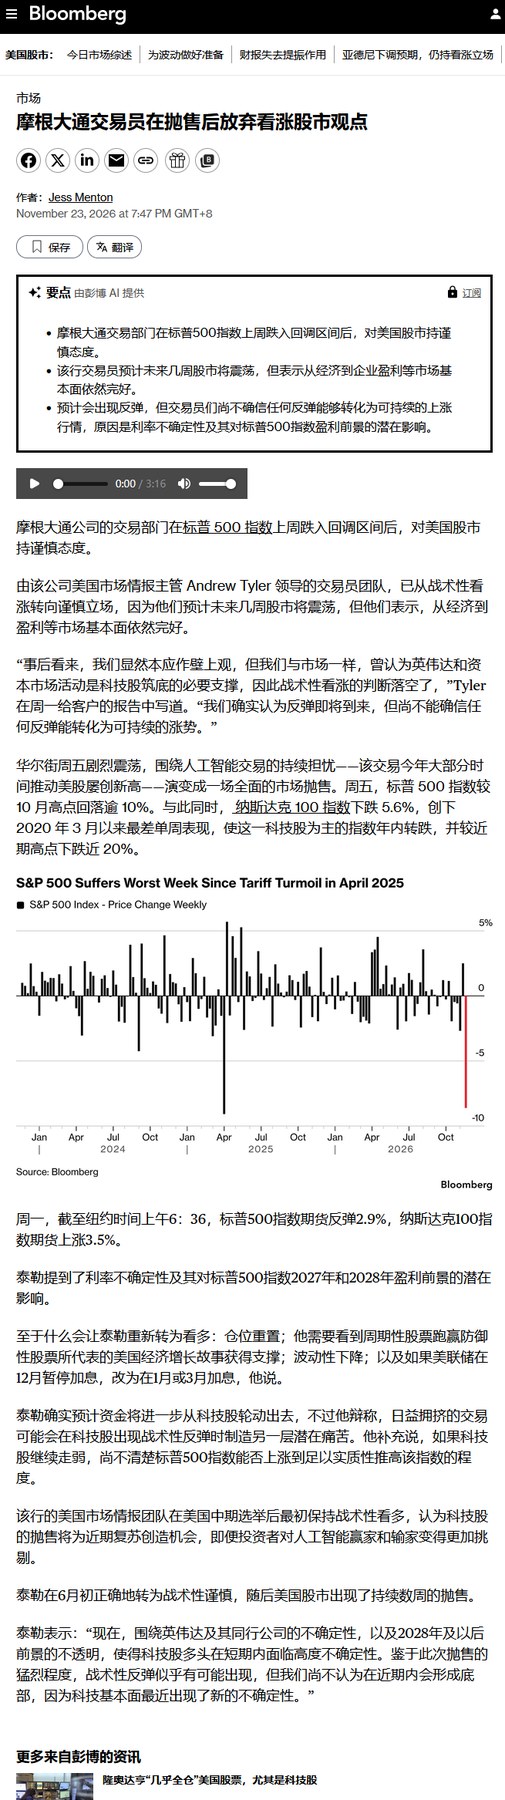 Bloomberg
美国股市： 今日市场综述 为波动做好准备 财报失去提振作用 亚德尼下调预期，仍持看涨立场
市场
摩根大通交易员在抛售后放弃看涨股市观点
作者：Jess Menton
November 23, 2026 at 7:47 PM GMT+8
保存 翻译
要点 由彭博 AI 提供 订阅
• 摩根大通交易部门在标普500指数上周跌入回调区间后，对美国股市持谨
慎态度。
• 该行交易员预计未来几周股市将震荡，但表示从经济到企业盈利等市场基
本面依然完好。
• 预计会出现反弹，但交易员们尚不确信任何反弹能够转化为可持续的上涨
行情，原因是利率不确定性及其对标普500指数盈利前景的潜在影响。
0:00 / 3:16
摩根大通公司的交易部门在标普 500 指数上周跌入回调区间后，对美国股市
持谨慎态度。
由该公司美国市场情报主管 Andrew Tyler 领导的交易员团队，已从战术性看
涨转向谨慎立场，因为他们预计未来几周股市将震荡，但他们表示，从经济到
盈利等市场基本面依然完好。
“事后看来，我们显然本应作壁上观，但我们与市场一样，曾认为英伟达和资
本市场活动是科技股筑底的必要支撑，因此战术性看涨的判断落空了，”Tyler
在周一给客户的报告中写道。“我们确实认为反弹即将到来，但尚不能确信任
何反弹能转化为可持续的涨势。”
华尔街周五剧烈震荡，围绕人工智能交易的持续担忧——该交易今年大部分时
间推动美股屡创新高——演变成一场全面的市场抛售。周五，标普 500 指数较
10 月高点回落逾 10%。与此同时，纳斯达克 100 指数下跌 5.6%，创下
2020 年 3 月以来最差单周表现，使这一科技股为主的指数年内转跌，并较近
期高点下跌近 20%。
S&P 500 Suffers Worst Week Since Tariff Turmoil in April 2025
S&P 500 Index - Price Change Weekly
5%
0
-5
-10
Jan Apr Jul Oct Jan Apr Jul Oct Jan Apr Jul Oct
2024 2025 2026
Source: Bloomberg
Bloomberg
周一，截至纽约时间上午6：36，标普500指数期货反弹2.9%，纳斯达克100指
数期货上涨3.5%。
泰勒提到了利率不确定性及其对标普500指数2027年和2028年盈利前景的潜在
影响。
至于什么会让泰勒重新转为看多：仓位重置；他需要看到周期性股票跑赢防御
性股票所代表的美国经济增长故事获得支撑；波动性下降；以及如果美联储在
12月暂停加息，改为在1月或3月加息，他说。
泰勒确实预计资金将进一步从科技股轮动出去，不过他辩称，日益拥挤的交易
可能会在科技股出现战术性反弹时制造另一层潜在痛苦。他补充说，如果科技
股继续走弱，尚不清楚标普500指数能否上涨到足以实质性推高该指数的程
度。
该行的美国市场情报团队在美国中期选举后最初保持战术性看多，认为科技股
的抛售将为近期复苏创造机会，即便投资者对人工智能赢家和输家变得更加挑
剔。
泰勒在6月初正确地转为战术性谨慎，随后美国股市出现了持续数周的抛售。
泰勒表示：“现在，围绕英伟达及其同行公司的不确定性，以及2028年及以后
前景的不透明，使得科技股多头在短期内面临高度不确定性。鉴于此次抛售的
猛烈程度，战术性反弹似乎有可能出现，但我们尚不认为在近期内会形成底
部，因为科技基本面最近出现了新的不确定性。”
更多来自彭博的资讯
隆奥达亨“几乎全仓”美国股票，尤其是科技股